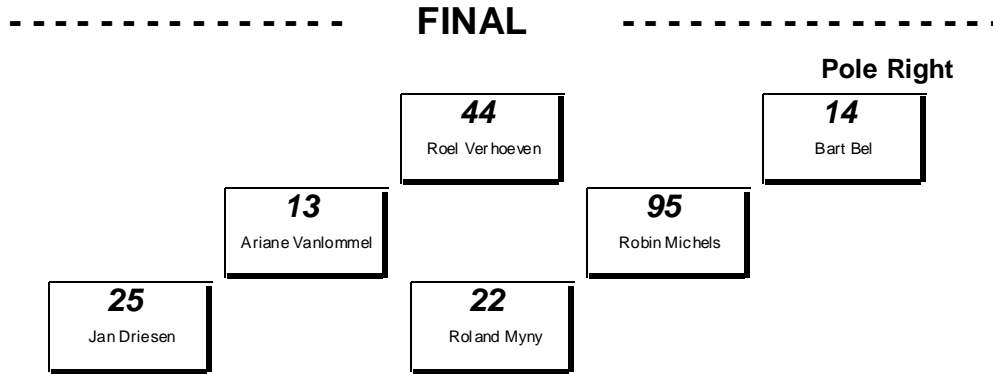 - - - - - - - - - - - - - - - - FINAL - - - - - - - - - - - - - - - - - -
Pole Right
44 14
Roel Verhoeven Bart Bel
13 95
Ariane Vanlommel Robin Michels
25 22
Jan Driesen Roland Myny